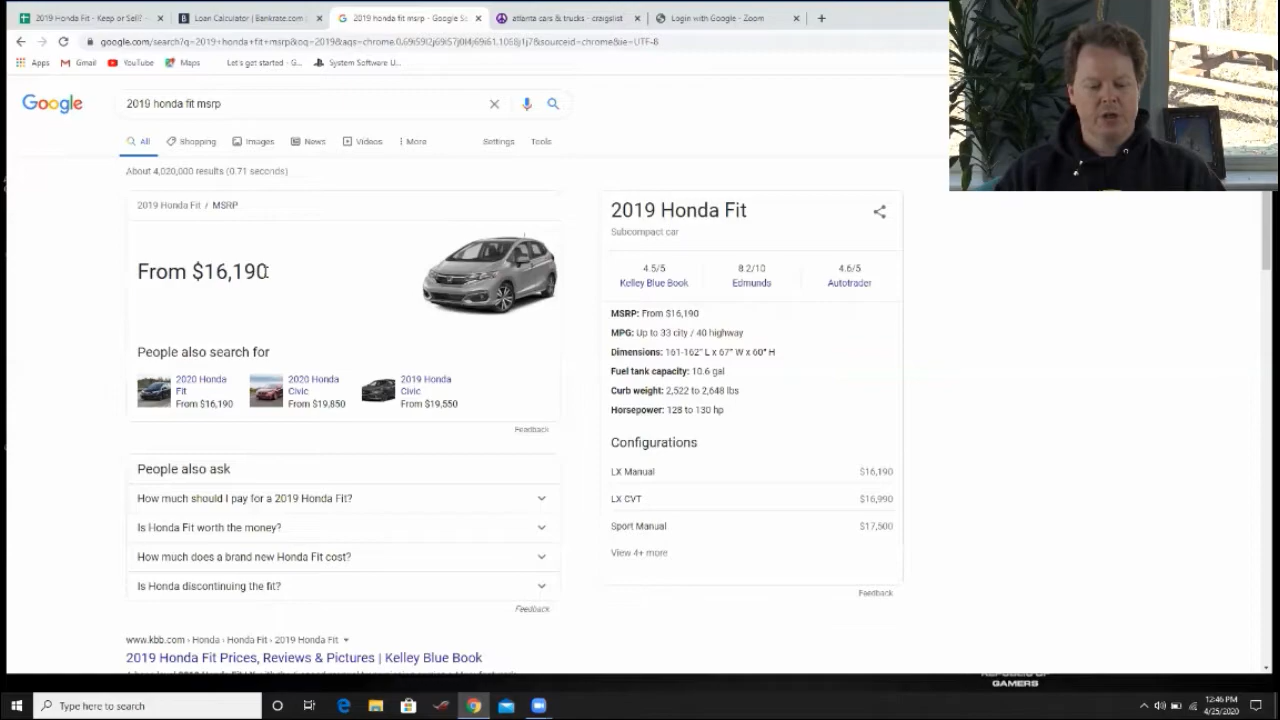 2019 Honda Fit - Keep or Sell?
Loan Calculator | Bankrate.com
2019 honda fit msrp - Google Se
atlanta cars & trucks - craigslist
Login with Google - Zoom
Apps
Gmail
YouTube
Maps
Let's get started - G...
System Software U...
Google
2019 honda fit msrp
All
Shopping
Images
News
Videos
More
Settings
Tools
About 4,020,000 results (0.71 seconds)
2019 Honda Fit / MSRP
From $16,190
People also search for
2020 Honda Fit
From $16,190
2020 Honda Civic
From $19,850
2019 Honda Civic
From $19,550
Feedback
People also ask
How much should I pay for a 2019 Honda Fit?
Is Honda Fit worth the money?
How much does a brand new Honda Fit cost?
Is Honda discontinuing the fit?
Feedback
www.kbb.com › Honda › Honda Fit › 2019 Honda Fit
2019 Honda Fit Prices, Reviews & Pictures | Kelley Blue Book
2019 Honda Fit
Subcompact car
4.5/5
Kelley Blue Book
8.2/10
Edmunds
4.6/5
Autotrader
MSRP: From $16,190
MPG: Up to 33 city / 40 highway
Dimensions: 161-162" L x 67" W x 60" H
Fuel tank capacity: 10.6 gal
Curb weight: 2,522 to 2,648 lbs
Horsepower: 128 to 130 hp
Configurations
LX Manual $16,190
LX CVT $16,990
Sport Manual $17,500
View 4+ more
Feedback
GAMERS
Type here to search
12:46 PM
4/25/2020